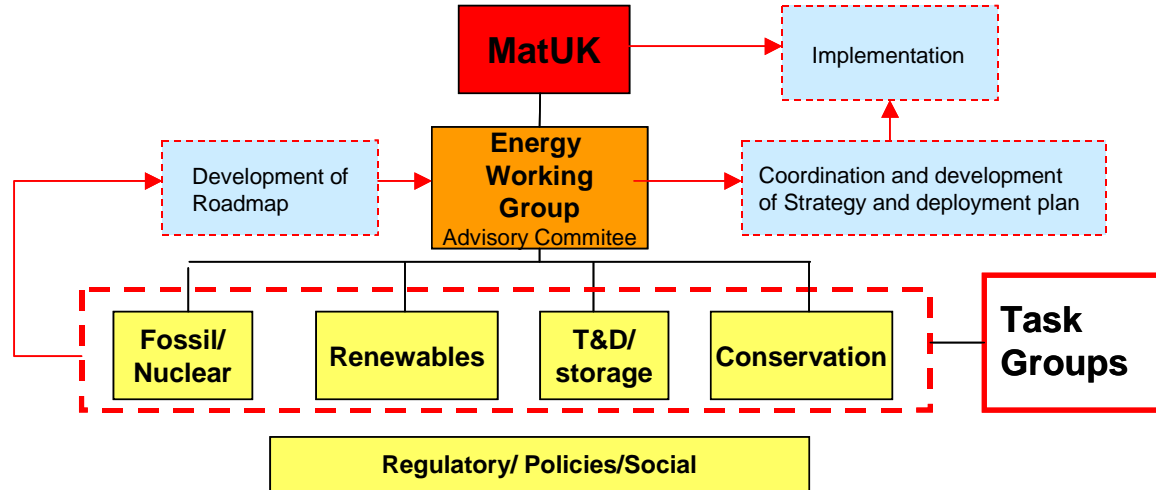 MatUK
Implementation
Energy
Working
Group
Advisory Commitee
Development of
Roadmap
Coordination and development
of Strategy and deployment plan
Fossil/
Nuclear
Renewables
T&D/
storage
Conservation
Task
Groups
Regulatory/ Policies/Social